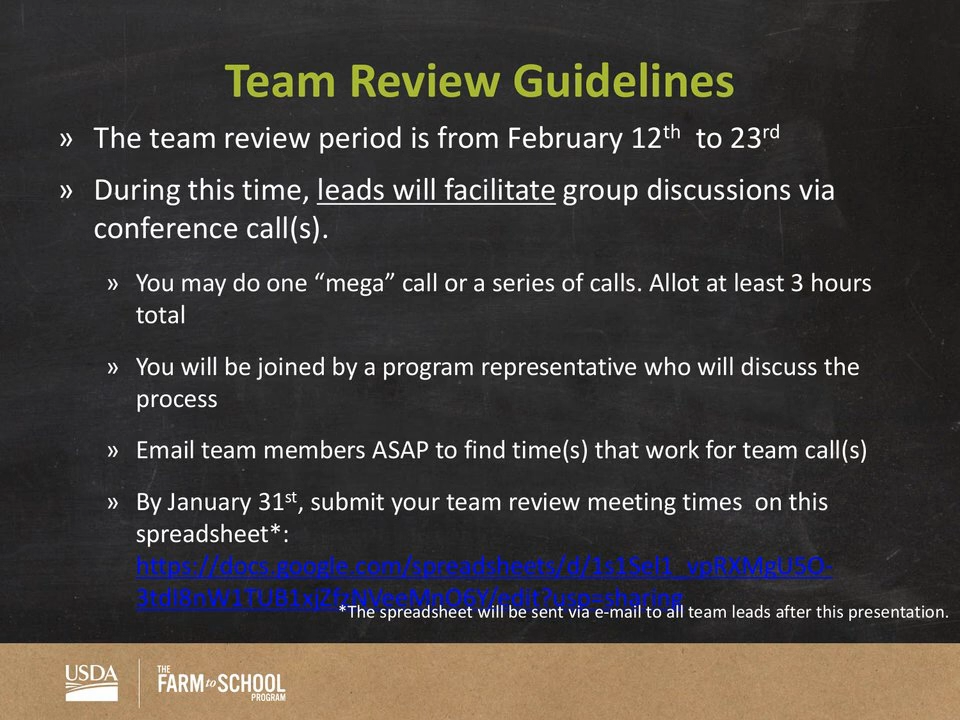 Team Review Guidelines
» The team review period is from February 12th to 23rd
» During this time, leads will facilitate group discussions via
conference call(s).
» You may do one “mega” call or a series of calls. Allot at least 3 hours
total
» You will be joined by a program representative who will discuss the
process
» Email team members ASAP to find time(s) that work for team call(s)
» By January 31st, submit your team review meeting times on this
spreadsheet*:
https://docs.google.com/spreadsheets/d/
*The spreadsheet will be sent via e-mail to all team leads after this presentation.
USDA
THE
FARM to SCHOOL
PROGRAM